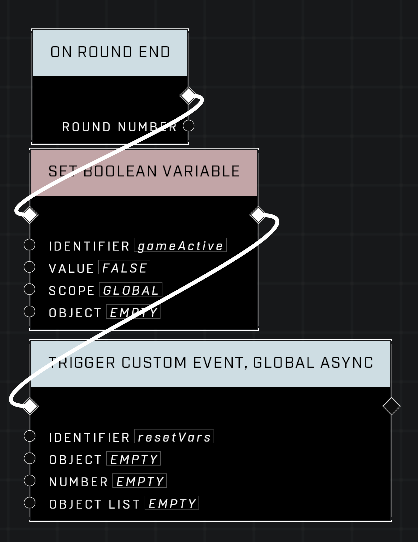 ON ROUND END
ROUND NUMBER
SET BOOLEAN VARIABLE
IDENTIFIER gameActive
VALUE FALSE
SCOPE GLOBAL
OBJECT EMPTY
TRIGGER CUSTOM EVENT, GLOBAL ASYNC
IDENTIFIER resetVars
OBJECT EMPTY
NUMBER EMPTY
OBJECT LIST EMPTY